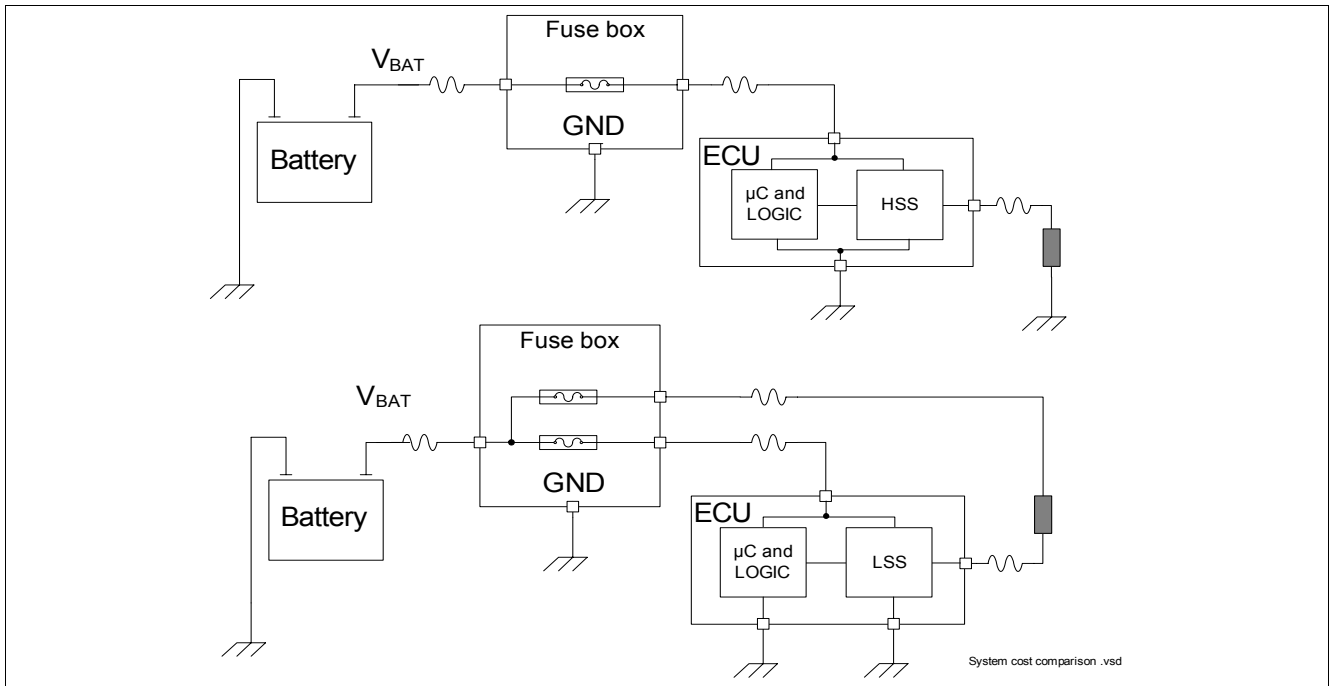 Fuse box
VBAT
GND
Battery
ECU
µC and
LOGIC
HSS
Fuse box
VBAT
GND
Battery
ECU
µC and
LOGIC
LSS
System cost comparison .vsd